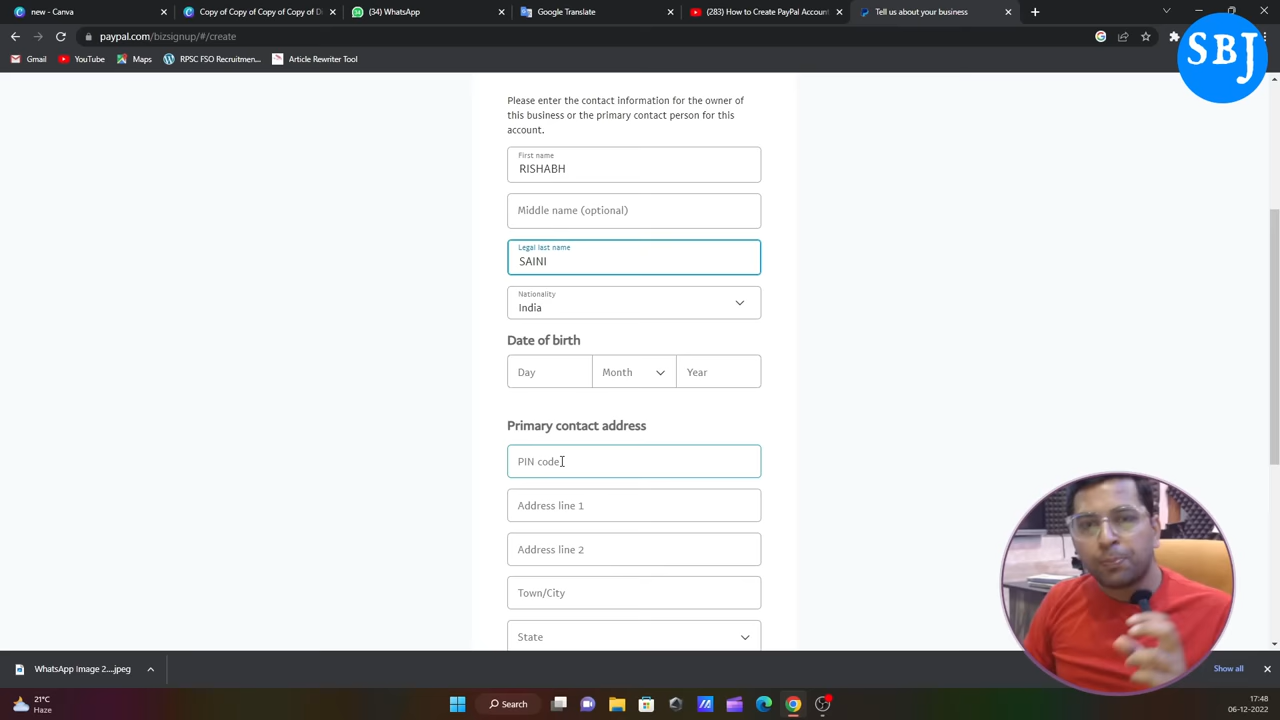 new - Canva
Copy of Copy of Copy of Copy of D
(34) WhatsApp
Google Translate
(283) How to Create PayPal Accoun
Tell us about your business
paypal.com/bizsignup/#/create
Gmail
YouTube
Maps
RPSC FSO Recruitmen...
Article Rewriter Tool
SBJ
Please enter the contact information for the owner of
this business or the primary contact person for this
account.
First name
RISHABH
Middle name (optional)
Legal last name
SAINI
Nationality
India
Date of birth
Day
Month
Year
Primary contact address
PIN code
Address line 1
Address line 2
Town/City
State
WhatsApp Image 2....jpeg
Show all
21°C
Haze
Search
17:48
06-12-2022